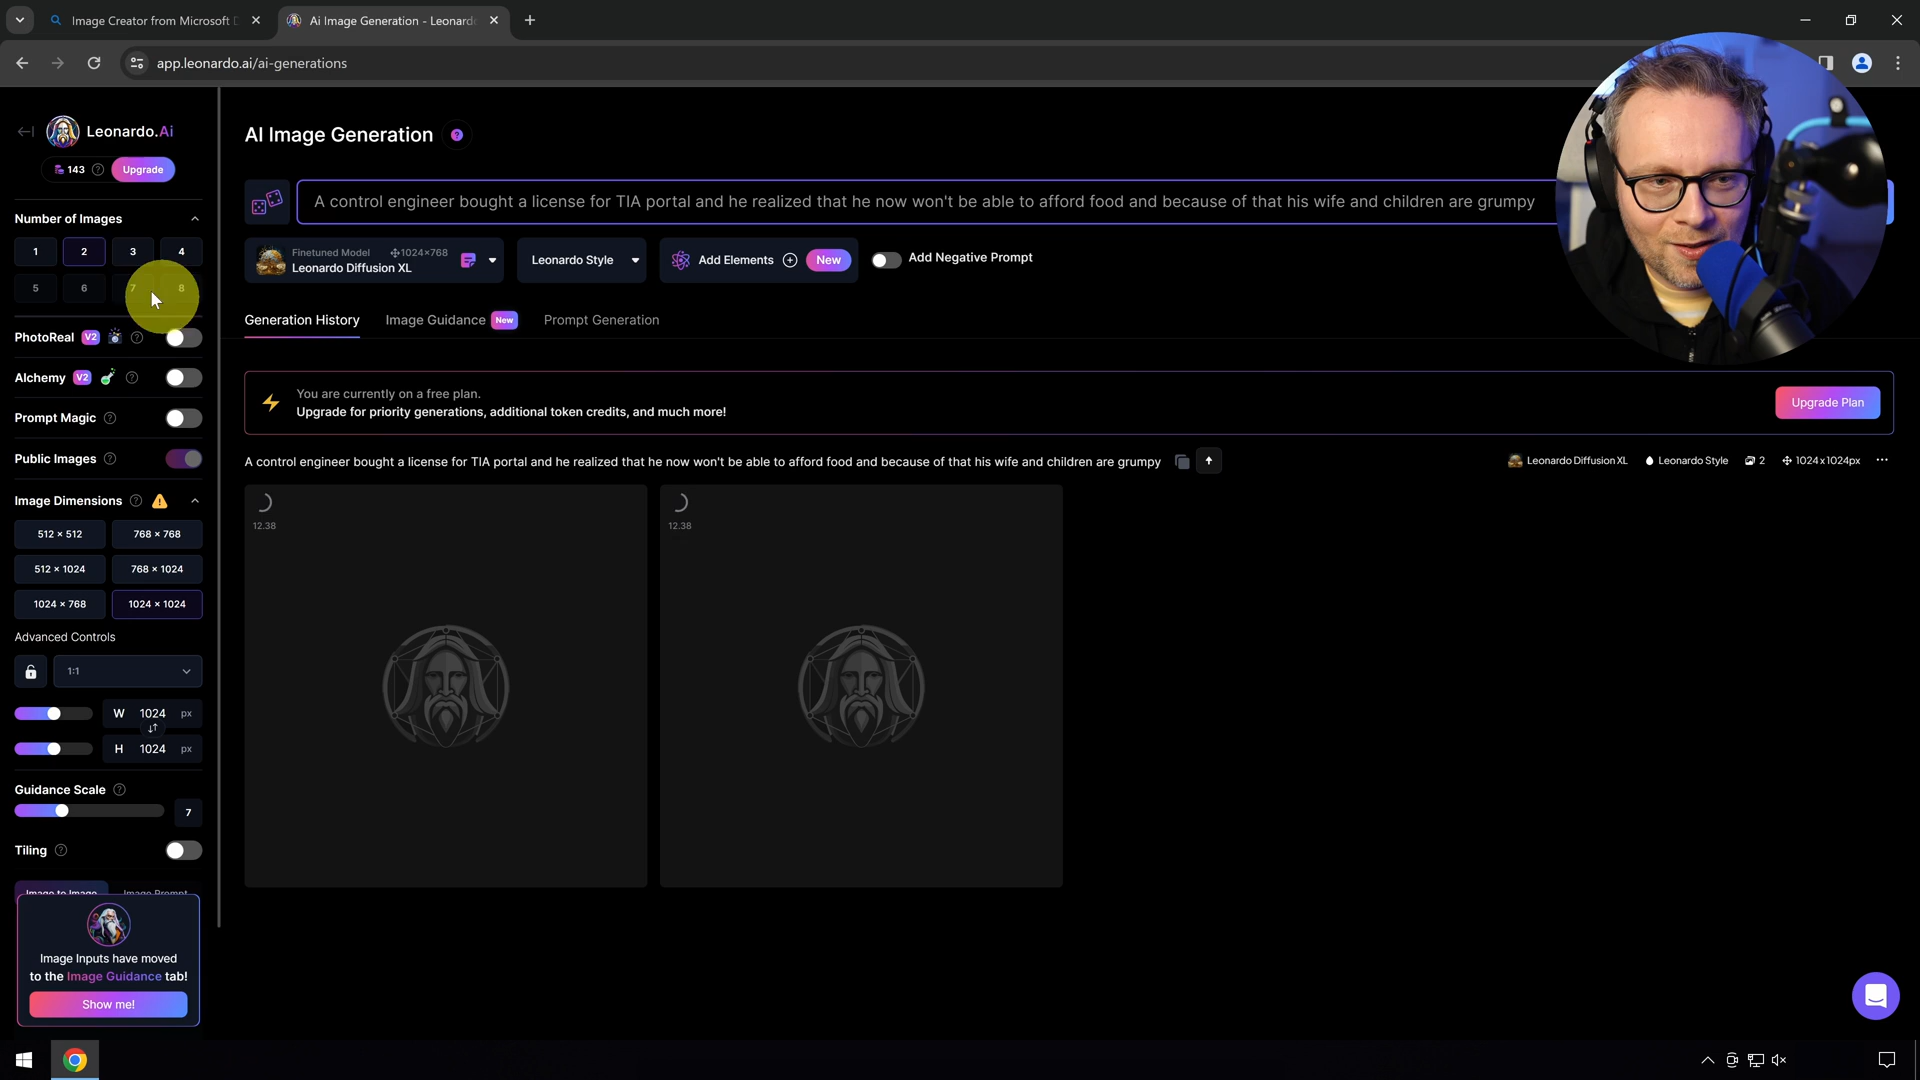 Image Creator from Microsoft D
Ai Image Generation - Leonard
app.leonardo.ai/ai-generations
Leonardo.Ai
143
Upgrade
Number of Images
1 2 3 4
5 6 7 8
PhotoReal V2
Alchemy V2
Prompt Magic
Public Images
Image Dimensions
512 × 512 768 × 768
512 × 1024 768 × 1024
1024 × 768 1024 × 1024
Advanced Controls
1:1
W 1024 px
H 1024 px
Guidance Scale
7
Tiling
Image to Image Image Prompt
Image Inputs have moved
to the Image Guidance tab!
Show me!
AI Image Generation
A control engineer bought a license for TIA portal and he realized that he now won't be able to afford food and because of that his wife and children are grumpy
Finetuned Model 1024×768
Leonardo Diffusion XL
Leonardo Style
Add Elements New
Add Negative Prompt
Generation History
Image Guidance New
Prompt Generation
You are currently on a free plan.
Upgrade for priority generations, additional token credits, and much more!
Upgrade Plan
A control engineer bought a license for TIA portal and he realized that he now won't be able to afford food and because of that his wife and children are grumpy
Leonardo Diffusion XL Leonardo Style 2 1024x1024px
12.38
12.38